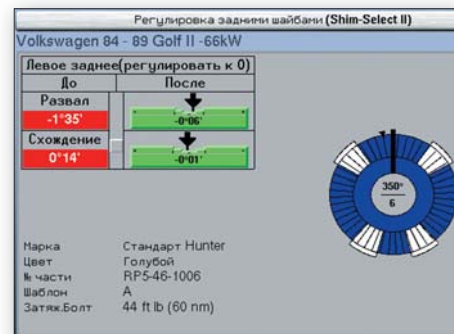 Регулировка задними шайбами (Shim-Select II)
Volkswagen 84 - 89 Golf II -66kW
Левое заднее(регулировать к 0)
До После
Развал
-1°35' -0°06'
Схождение
0°14' -0°01'
350°
6
Марка Стандарт Hunter
Цвет Голубой
№ части RP5-46-1006
Шаблон A
Затяж.Болт 44 ft lb (60 nm)